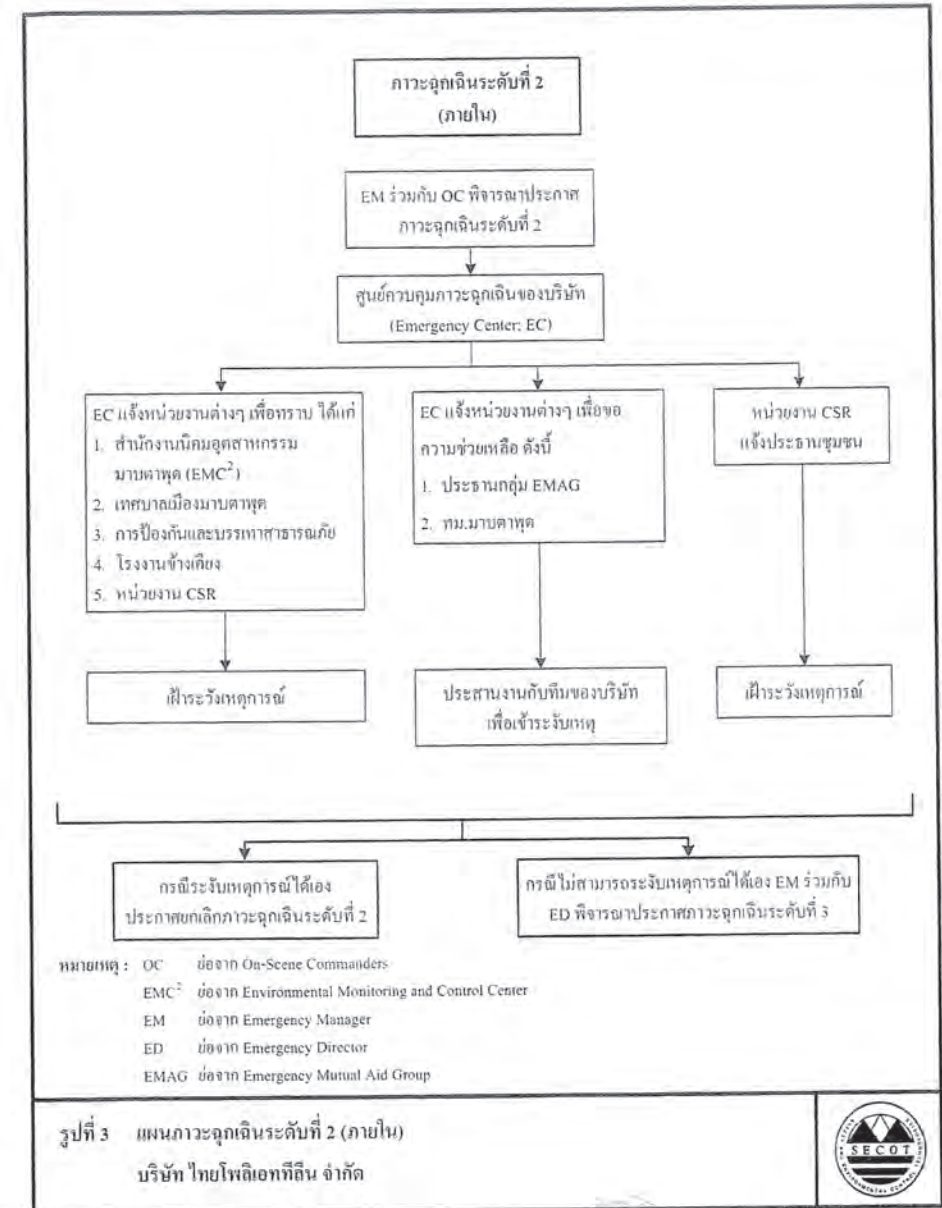 ภาวะฉุกเฉินระดับที่ 2
(ภายใน)
EM ร่วมกับ OC พิจารณาประกาศ
ภาวะฉุกเฉินระดับที่ 2
ศูนย์ควบคุมภาวะฉุกเฉินของบริษัท
(Emergency Center: EC)
EC แจ้งหน่วยงานต่างๆ เพื่อทราบ ได้แก่
1. สำนักงานนิคมอุตสาหกรรม
มาบตาพุด (EMC²)
2. เทศบาลเมืองมาบตาพุด
3. การป้องกันและบรรเทาสาธารณภัย
4. โรงงานข้างเคียง
5. หน่วยงาน CSR
EC แจ้งหน่วยงานต่างๆ เพื่อขอ
ความช่วยเหลือ ดังนี้
1. ประธานกลุ่ม EMAG
2. ทม.มาบตาพุด
หน่วยงาน CSR
แจ้งประธานชุมชน
เฝ้าระวังเหตุการณ์
ประสานงานกับทีมของบริษัท
เพื่อเข้าระงับเหตุ
เฝ้าระวังเหตุการณ์
กรณีระงับเหตุการณ์ได้เอง
ประกาศยกเลิกภาวะฉุกเฉินระดับที่ 2
กรณีไม่สามารถระงับเหตุการณ์ได้เอง EM ร่วมกับ
ED พิจารณาประกาศภาวะฉุกเฉินระดับที่ 3
หมายเหตุ : OC ย่อจาก On-Scene Commanders
EMC² ย่อจาก Environmental Monitoring and Control Center
EM ย่อจาก Emergency Manager
ED ย่อจาก Emergency Director
EMAG ย่อจาก Emergency Mutual Aid Group
รูปที่ 3 แผนภาวะฉุกเฉินระดับที่ 2 (ภายใน)
บริษัท ไทยโพลิเอททีลีน จำกัด
SECOT